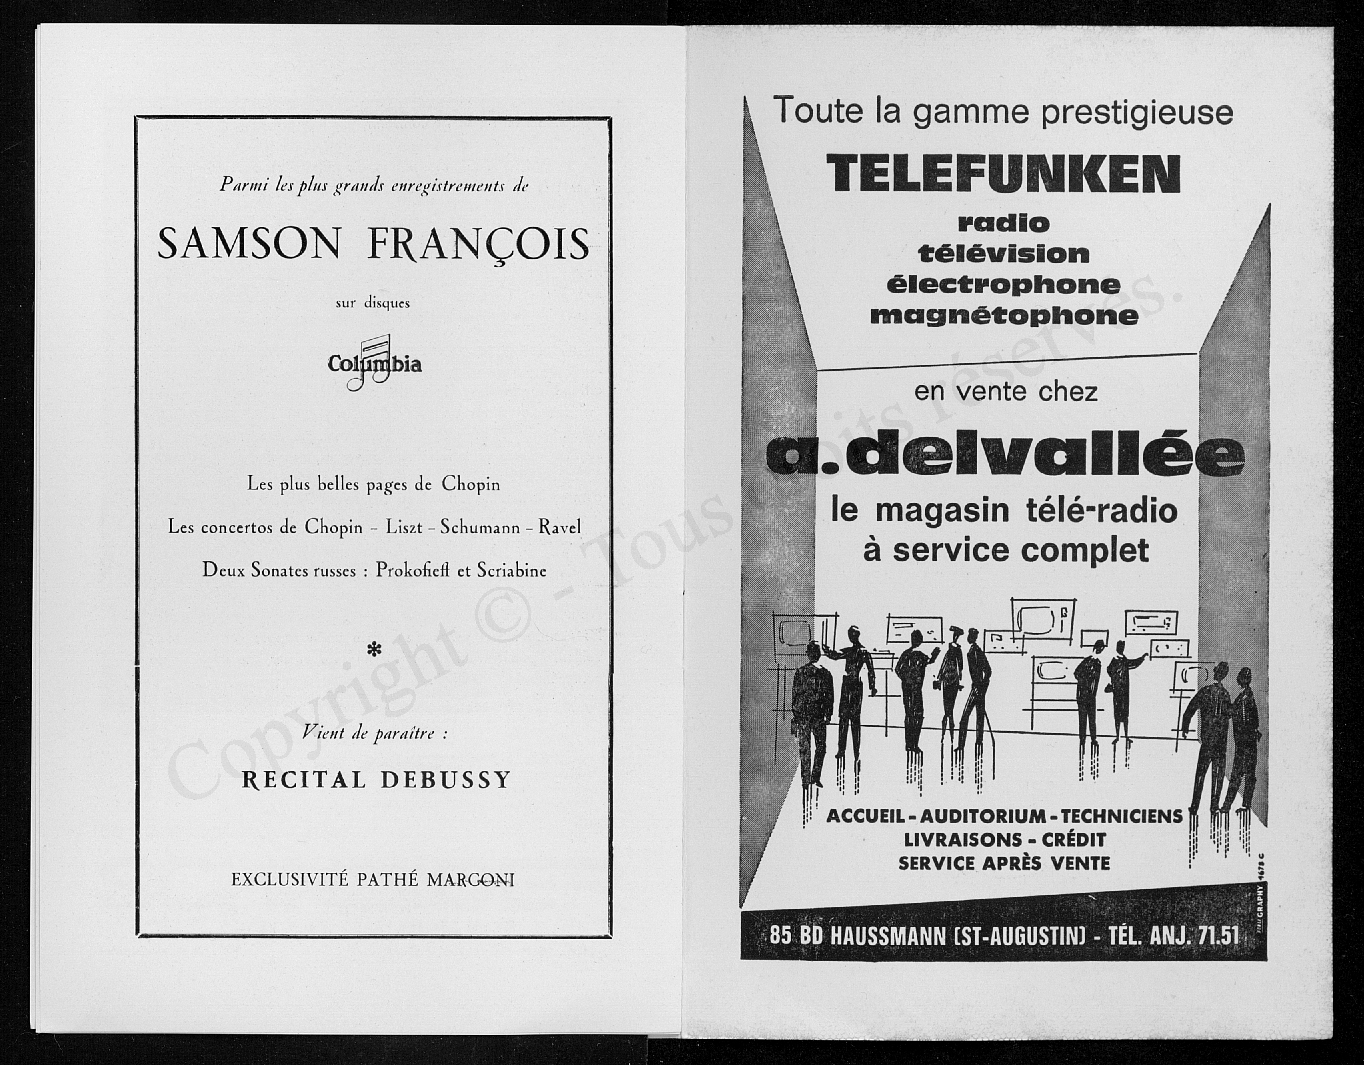 Parmi les plus grands enregistrements de
SAMSON FRANÇOIS
sur disques
Columbia
Les plus belles pages de Chopin
Les concertos de Chopin - Liszt - Schumann - Ravel
Deux Sonates russes : Prokofieff et Scriabine
*
Vient de paraître :
RECITAL DEBUSSY
EXCLUSIVITÉ PATHÉ MARCONI
Toute la gamme prestigieuse
TELEFUNKEN
radio
télévision
électrophone
magnétophone
en vente chez
a.delvallée
le magasin télé-radio
à service complet
ACCUEIL - AUDITORIUM - TECHNICIENS
LIVRAISONS - CRÉDIT
SERVICE APRÈS VENTE
GRAPHY 4678 G
85 BD HAUSSMANN (ST-AUGUSTIN) - TÉL. ANJ. 71.51
Copyright © - Tous droits réservés.